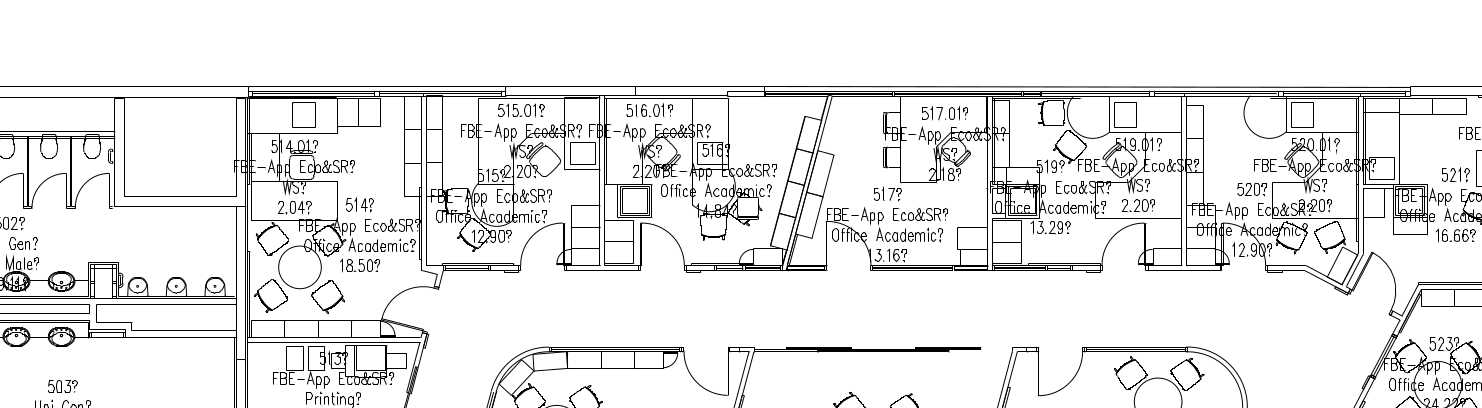 514.01?
FBE-App Eco&SR?
WS?
2.04?
514?
FBE-App Eco&SR?
Office Academic?
18.50?
515.01?
FBE-App Eco&SR?
WS?
2.20?
515?
FBE-App Eco&SR?
Office Academic?
12.90?
516.01?
FBE-App Eco&SR?
WS?
2.20?
516?
FBE-App Eco&SR?
Office Academic?
517.01?
FBE-App Eco&SR?
WS?
2.18?
517?
FBE-App Eco&SR?
Office Academic?
13.16?
519.01?
FBE-App Eco&SR?
WS?
2.20?
519?
FBE-App Eco&SR?
Office Academic?
13.29?
520.01?
FBE-App Eco&SR?
WS?
2.20?
520?
FBE-App Eco&SR?
Office Academic?
12.90?
FBE
521?
FBE-App Eco&
Office Acade
16.66?
502?
Gen?
Male?
503?
Uni Gen?
513?
FBE-App Eco&SR?
Printing?
523?
FBE-App Eco&S
Office Academ
24.22?